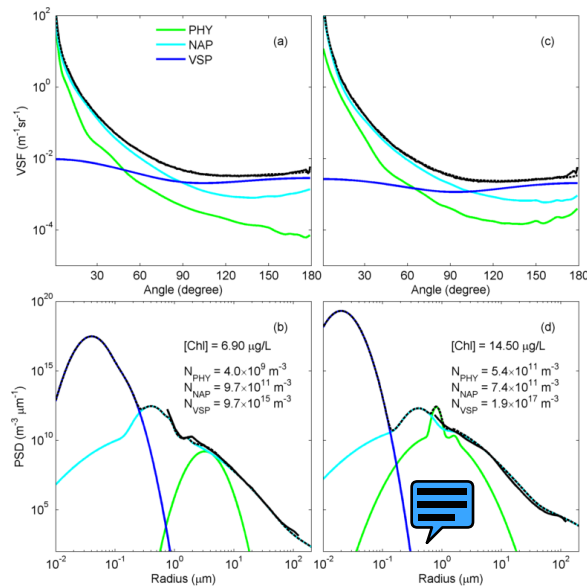 10^2
10^0
10^-2
10^-4
VSF (m^-1sr^-1)
PHY
NAP
VSP
(a)
(c)
30 60 90 120 150 180
Angle (degree)
30 60 90 120 150 180
Angle (degree)
10^20
10^15
10^10
10^5
PSD (m^-3 μm^-1)
(b)
[Chl] = 6.90 μg/L
N_PHY = 4.0×10^9 m^-3
N_NAP = 9.7×10^11 m^-3
N_VSP = 9.7×10^15 m^-3
(d)
[Chl] = 14.50 μg/L
N_PHY = 5.4×10^11 m^-3
N_NAP = 7.4×10^11 m^-3
N_VSP = 1.9×10^17 m^-3
10^-2 10^-1 10^0 10^1 10^2
Radius (μm)
10^-2 10^-1 10^0 10^1 10^2
Radius (μm)